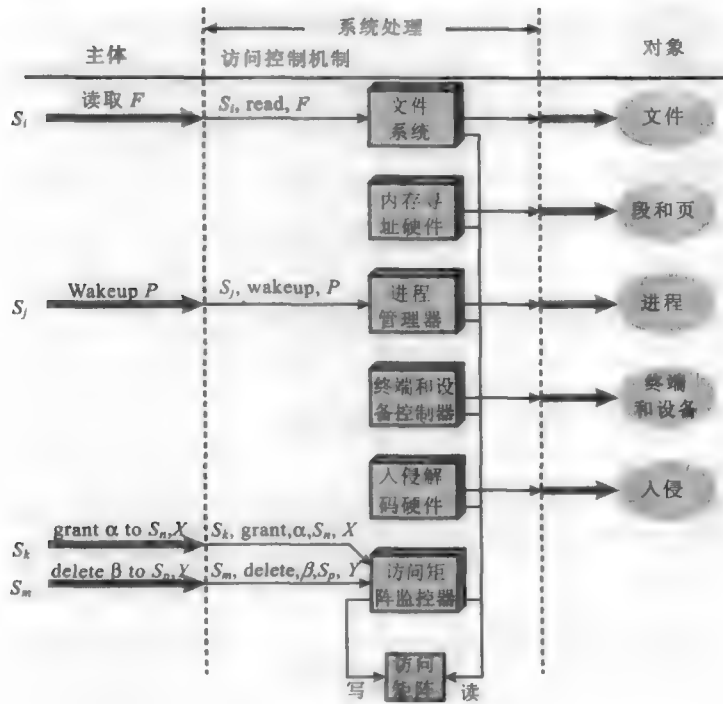 系统处理
主体
访问控制机制
对象
S_i
读取 F
S_i, read, F
文件
系统
文件
内存寻
址硬件
段和页
S_j
Wakeup P
S_j, wakeup, P
进程
管理器
进程
终端和设
备控制器
终端
和设备
入侵解
码硬件
入侵
S_k
grant α to S_n,X
S_k, grant,α,S_n, X
S_m
delete β to S_p,Y
S_m, delete,β,S_p, Y
访问矩
阵监控器
写
访问
矩阵
读